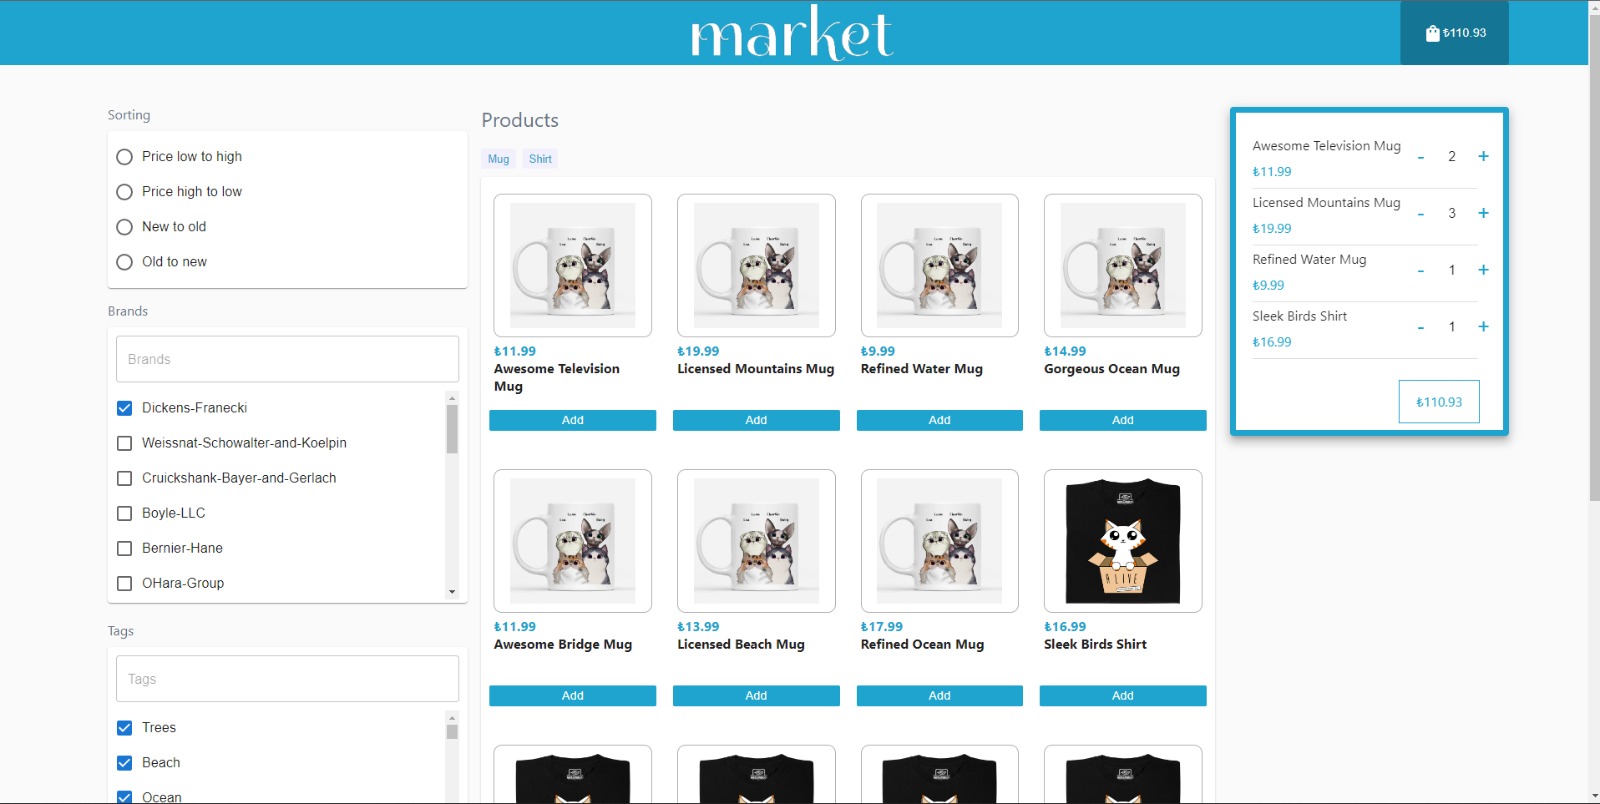 market
₺110.93
Sorting
Price low to high
Price high to low
New to old
Old to new
Brands
Brands
Dickens-Franecki
Weissnat-Schowalter-and-Koelpin
Cruickshank-Bayer-and-Gerlach
Boyle-LLC
Bernier-Hane
OHara-Group
Tags
Tags
Trees
Beach
Ocean
Products
Mug Shirt
₺11.99
Awesome Television
Mug
Add
₺19.99
Licensed Mountains Mug
Add
₺9.99
Refined Water Mug
Add
₺14.99
Gorgeous Ocean Mug
Add
₺11.99
Awesome Bridge Mug
Add
₺13.99
Licensed Beach Mug
Add
₺17.99
Refined Ocean Mug
Add
ALIVE
₺16.99
Sleek Birds Shirt
Add
Awesome Television Mug
₺11.99
- 2 +
Licensed Mountains Mug
₺19.99
- 3 +
Refined Water Mug
₺9.99
- 1 +
Sleek Birds Shirt
₺16.99
- 1 +
₺110.93